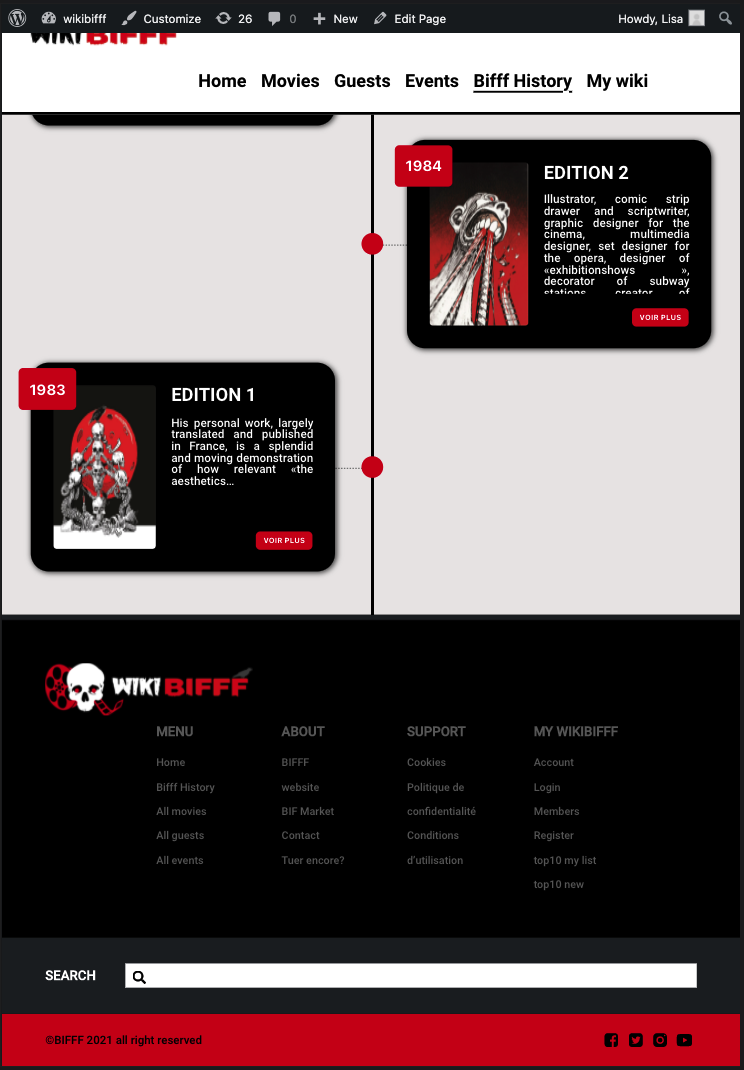 wikibifff
Customize
26
0
New
Edit Page
Howdy, Lisa
WIKI BIFFF
Home
Movies
Guests
Events
Bifff History
My wiki
1984
EDITION 2
Illustrator, comic strip
drawer and scriptwriter,
graphic designer for the
cinema, multimedia
designer, set designer for
the opera, designer of
«exhibitionshows »,
decorator of subway
stations, creator of
VOIR PLUS
1983
EDITION 1
His personal work, largely
translated and published
in France, is a splendid
and moving demonstration
of how relevant «the
aesthetics...
VOIR PLUS
WIKI BIFFF
MENU
Home
Bifff History
All movies
All guests
All events
ABOUT
BIFFF
website
BIF Market
Contact
Tuer encore?
SUPPORT
Cookies
Politique de
confidentialité
Conditions
d'utilisation
MY WIKIBIFFF
Account
Login
Members
Register
top10 my list
top10 new
SEARCH
©BIFFF 2021 all right reserved